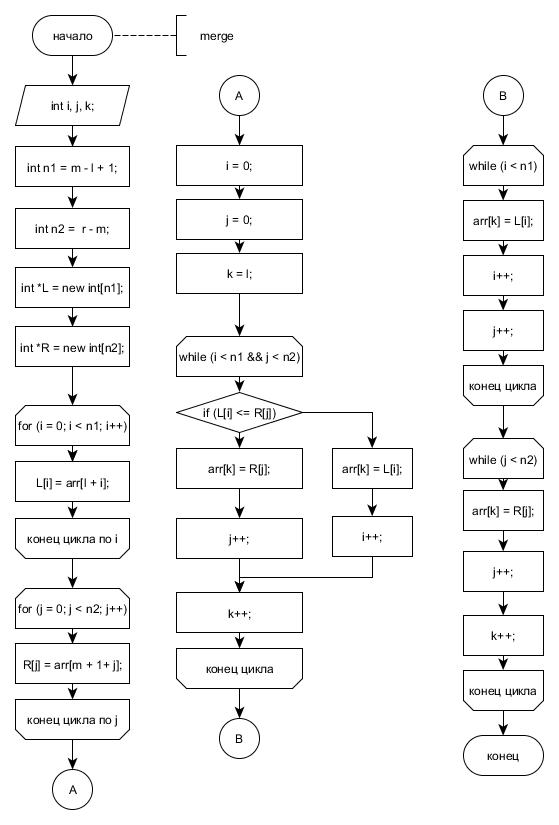 начало
merge
int i, j, k;
int n1 = m - l + 1;
int n2 = r - m;
int *L = new int[n1];
int *R = new int[n2];
for (i = 0; i < n1; i++)
L[i] = arr[l + i];
конец цикла по i
for (j = 0; j < n2; j++)
R[j] = arr[m + 1+ j];
конец цикла по j
A
A
i = 0;
j = 0;
k = l;
while (i < n1 && j < n2)
if (L[i] <= R[j])
arr[k] = R[j];
j++;
arr[k] = L[i];
i++;
k++;
конец цикла
B
B
while (i < n1)
arr[k] = L[i];
i++;
j++;
конец цикла
while (j < n2)
arr[k] = R[j];
j++;
k++;
конец цикла
конец